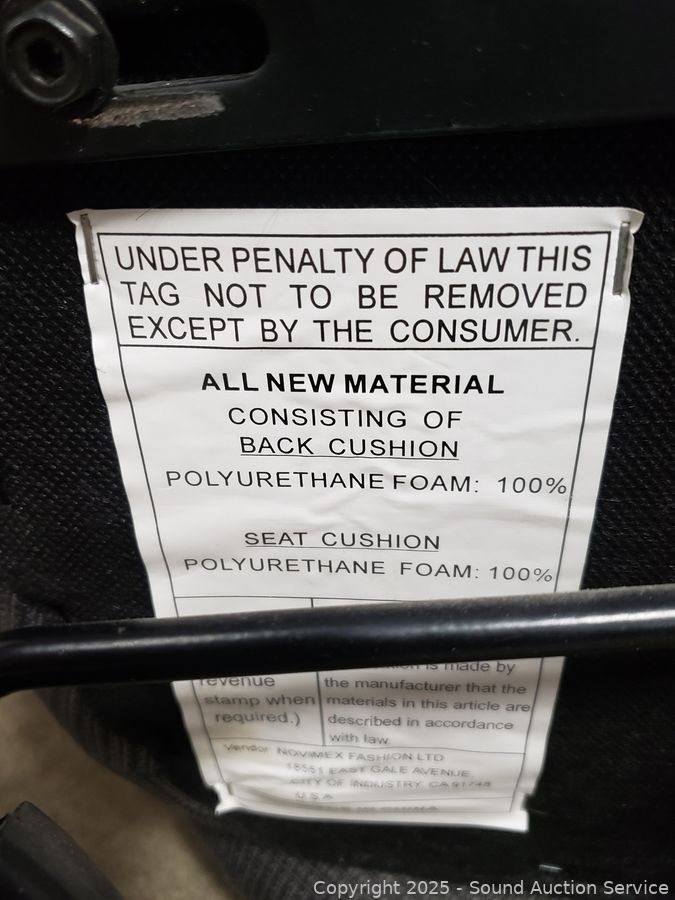 UNDER PENALTY OF LAW THIS
TAG NOT TO BE REMOVED
EXCEPT BY THE CONSUMER.
ALL NEW MATERIAL
CONSISTING OF
BACK CUSHION
POLYURETHANE FOAM: 100%
SEAT CUSHION
POLYURETHANE FOAM: 100%
revenue
stamp when
required.)
is made by
the manufacturer that the
materials in this article are
described in accordance
with law.
Vendor: NOVIMEX FASHION LTD
18551 EAST GALE AVENUE
CITY OF INDUSTRY, CA 91748
U S A
Copyright 2025 - Sound Auction Service